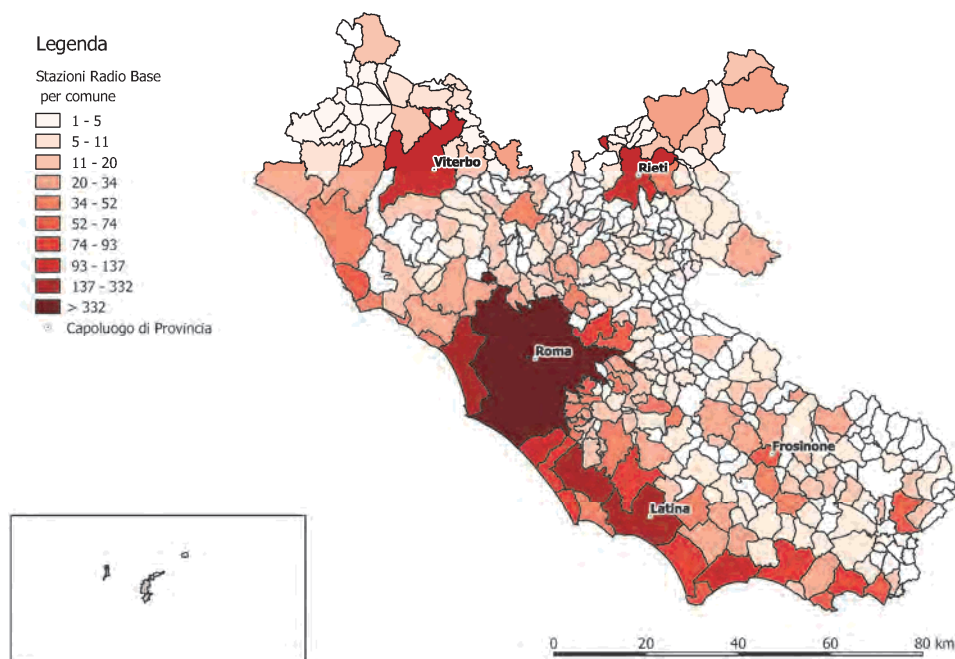 Legenda
Stazioni Radio Base
per comune
1 - 5
5 - 11
11 - 20
20 - 34
34 - 52
52 - 74
74 - 93
93 - 137
137 - 332
> 332
Capoluogo di Provincia
Viterbo
Rieti
Roma
Frosinone
Latina
0 20 40 60 80 km